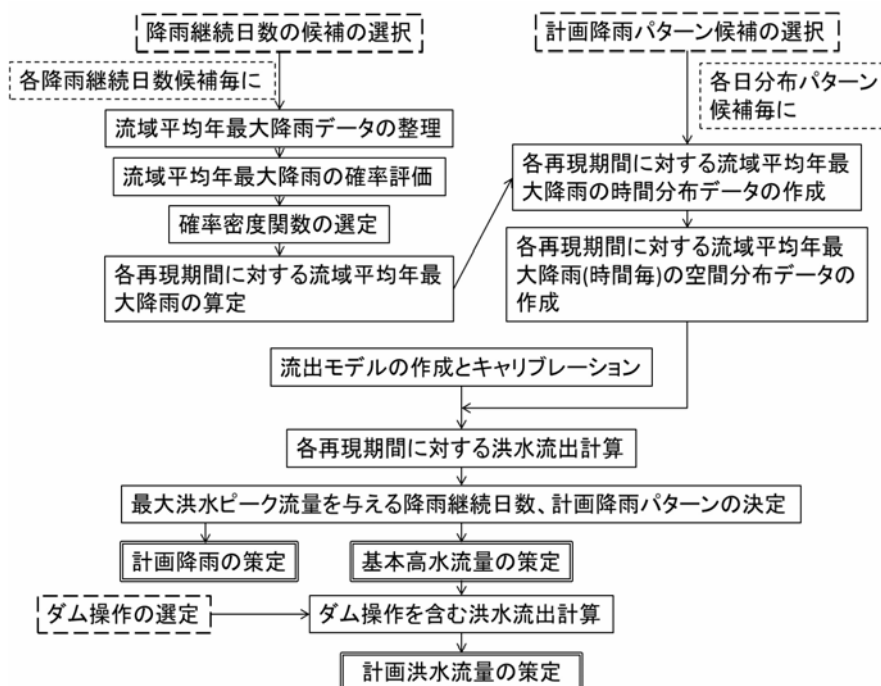 降雨継続日数の候補の選択
計画降雨パターン候補の選択
各降雨継続日数候補毎に
各日分布パターン
候補毎に
流域平均年最大降雨データの整理
流域平均年最大降雨の確率評価
確率密度関数の選定
各再現期間に対する流域平均年最
大降雨の算定
各再現期間に対する流域平均年最
大降雨の時間分布データの作成
各再現期間に対する流域平均年最
大降雨(時間毎)の空間分布データの
作成
流出モデルの作成とキャリブレーション
各再現期間に対する洪水流出計算
最大洪水ピーク流量を与える降雨継続日数、計画降雨パターンの決定
計画降雨の策定
基本高水流量の策定
ダム操作の選定
ダム操作を含む洪水流出計算
計画洪水流量の策定